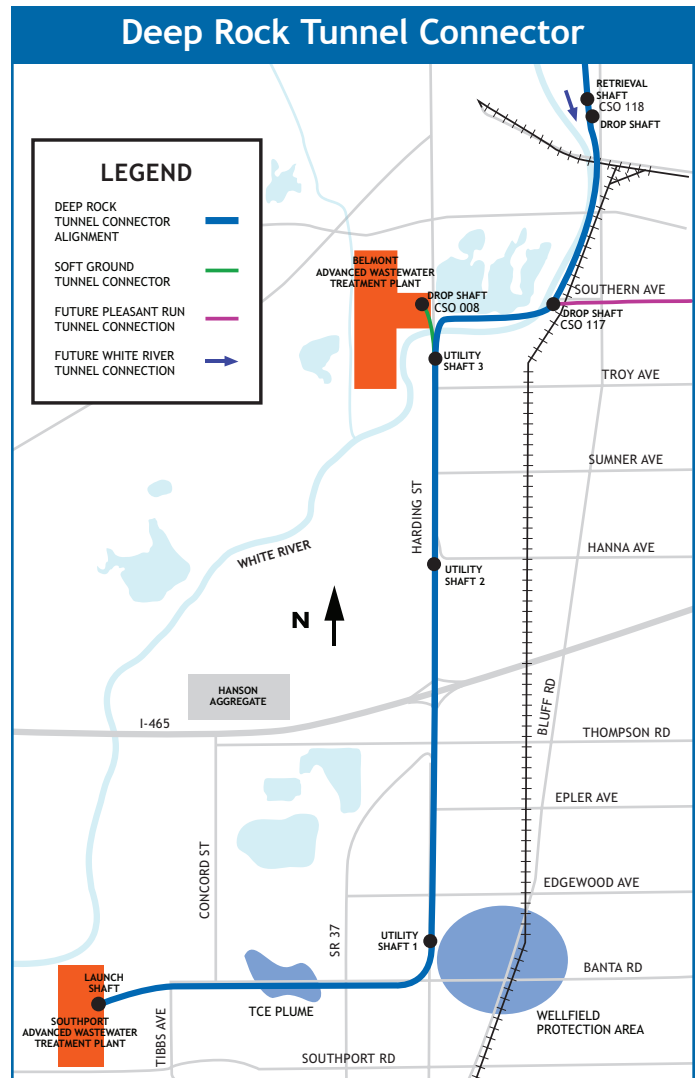 Deep Rock Tunnel Connector
RETRIEVAL
SHAFT
CSO 118
DROP SHAFT
LEGEND
DEEP ROCK
TUNNEL CONNECTOR
ALIGNMENT
SOFT GROUND
TUNNEL CONNECTOR
FUTURE PLEASANT RUN
TUNNEL CONNECTION
FUTURE WHITE RIVER
TUNNEL CONNECTION
BELMONT
ADVANCED WASTEWATER
TREATMENT PLANT
DROP SHAFT
CSO 008
SOUTHERN AVE
DROP SHAFT
CSO 117
UTILITY
SHAFT 3
TROY AVE
SUMNER AVE
HARDING ST
WHITE RIVER
HANNA AVE
UTILITY
SHAFT 2
N
HANSON
AGGREGATE
I-465
BLUFF RD
THOMPSON RD
EPLER AVE
CONCORD ST
EDGEWOOD AVE
SR 37
UTILITY
SHAFT 1
BANTA RD
LAUNCH
SHAFT
SOUTHPORT
ADVANCED WASTEWATER
TREATMENT PLANT
TIBBS AVE
TCE PLUME
WELLFIELD
PROTECTION AREA
SOUTHPORT RD